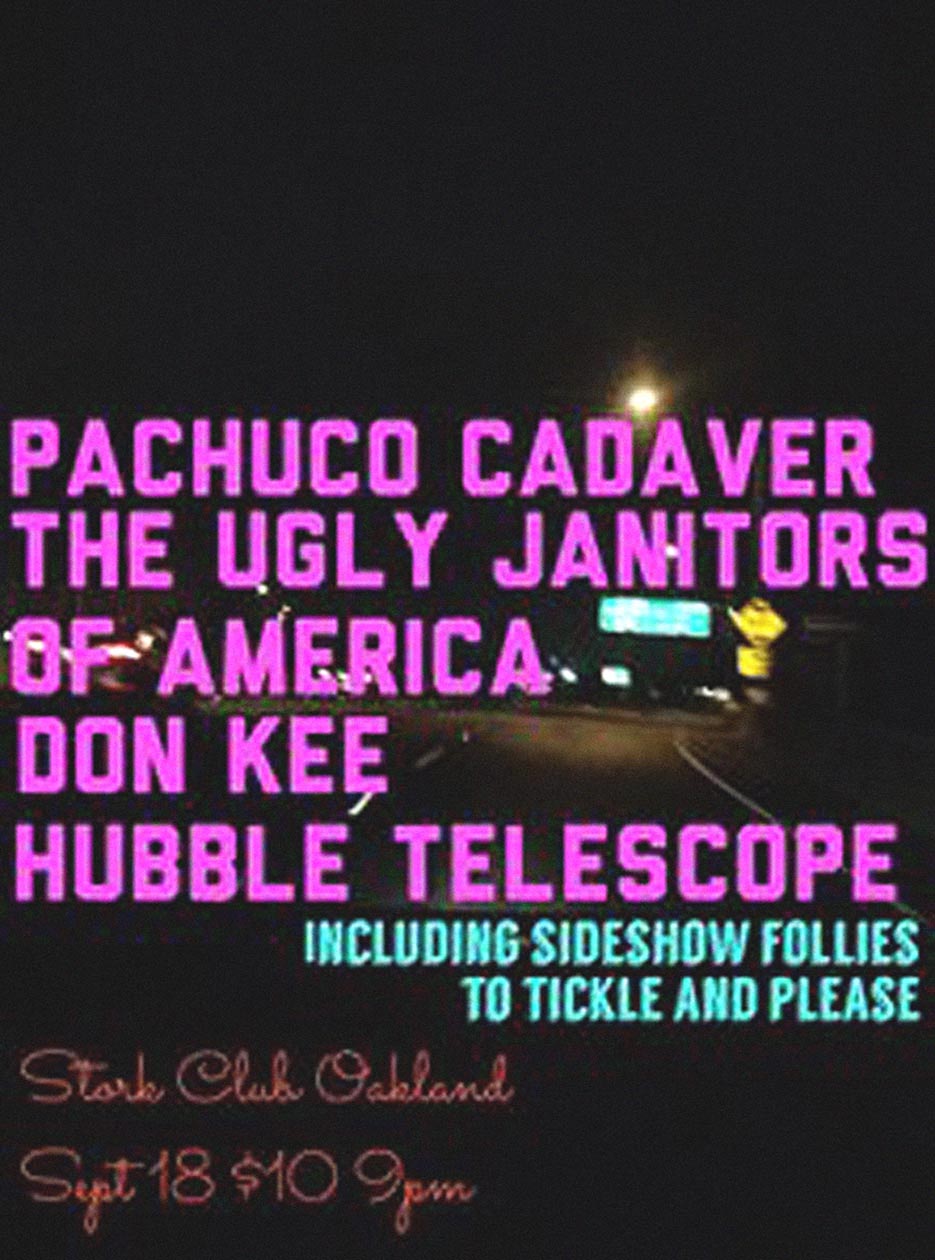 PACHUCO CADAVER
THE UGLY JANITORS
OF AMERICA
DON KEE
HUBBLE TELESCOPE
INCLUDING SIDESHOW FOLLIES
TO TICKLE AND PLEASE
Stork Club Oakland
Sept 18 $10 9pm